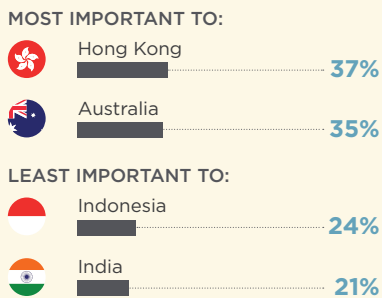 MOST IMPORTANT TO:
Hong Kong
37%
Australia
35%
LEAST IMPORTANT TO:
Indonesia
24%
India
21%